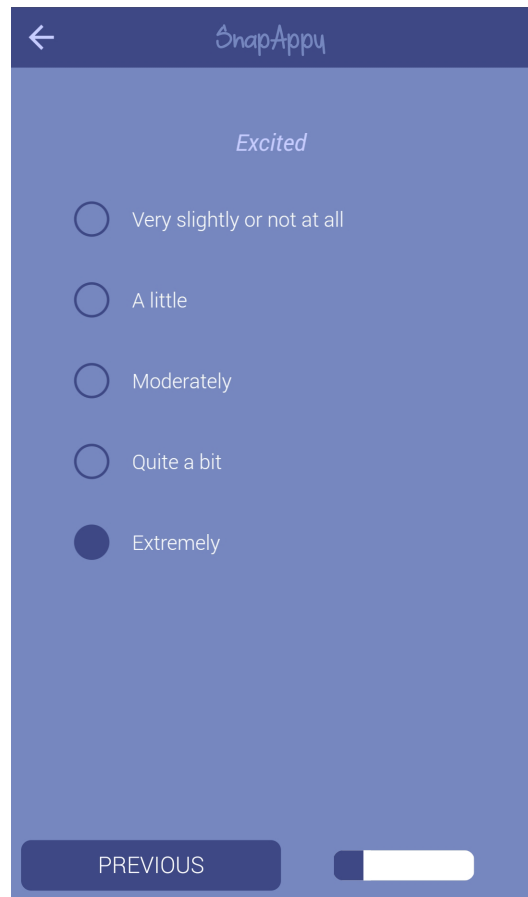 SnapAppy
Excited
Very slightly or not at all
A little
Moderately
Quite a bit
Extremely
PREVIOUS